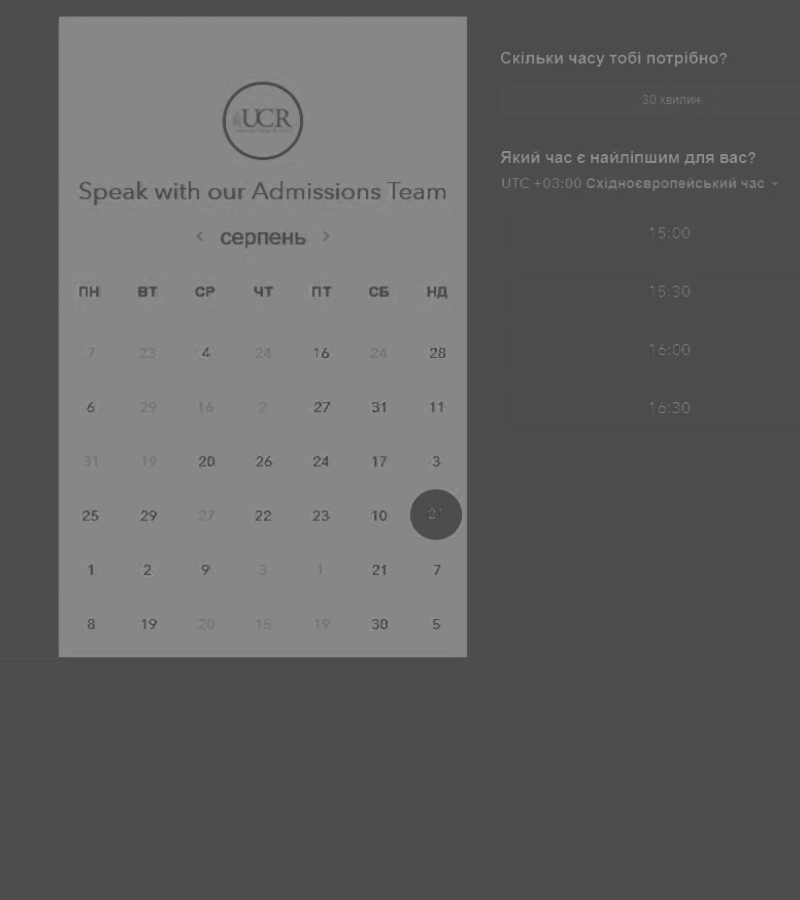 UCR
Speak with our Admissions Team
< серпень >
ПН ВТ СР ЧТ ПТ СБ НД
7 23 4 24 16 24 28
6 29 16 2 27 31 11
31 19 20 26 24 17 3
25 29 27 22 23 10 21
1 2 9 3 1 21 7
8 19 20 15 19 30 5
Скільки часу тобі потрібно?
30 хвилин
Який час є найліпшим для вас?
UTC +03:00 Східноєвропейський час
15:00
15:30
16:00
16:30